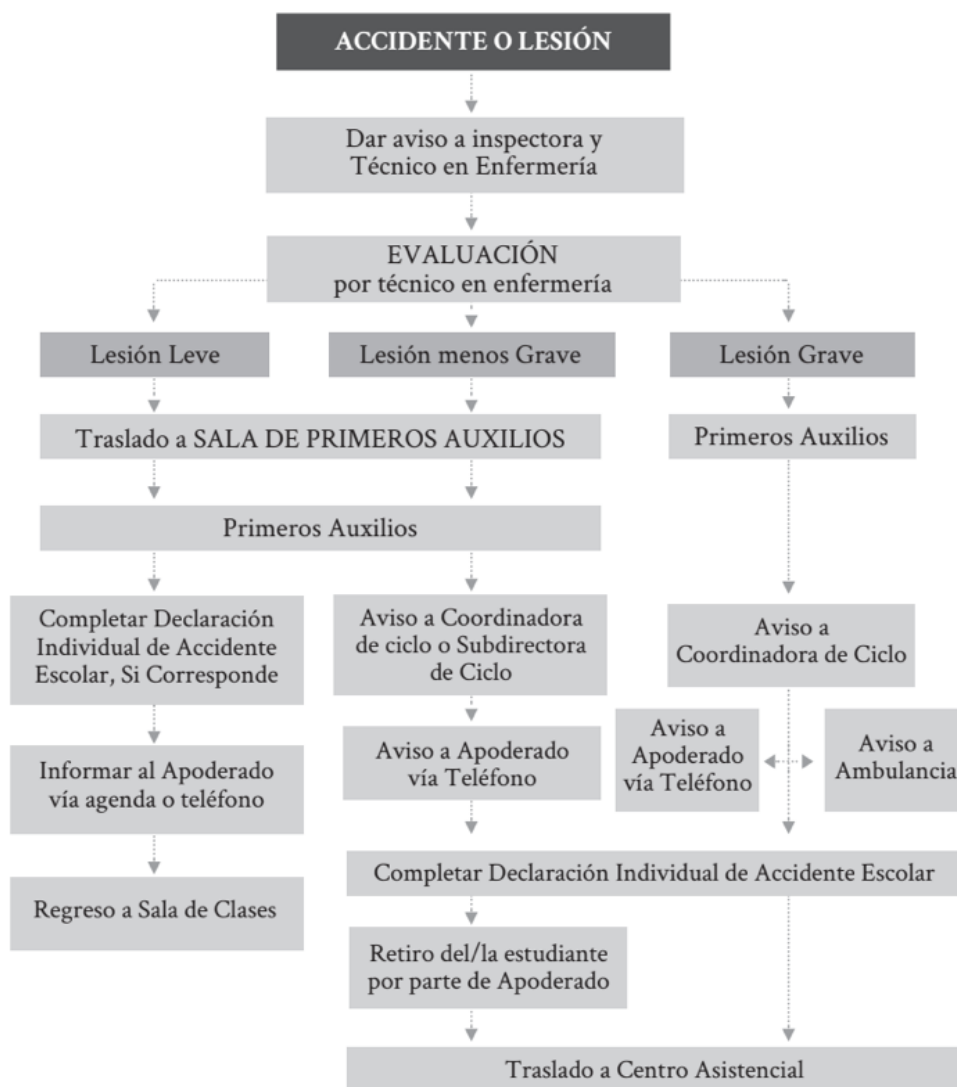 ACCIDENTE O LESIÓN
Dar aviso a inspectora y
Técnico en Enfermería
EVALUACIÓN
por técnico en enfermería
Lesión Leve
Lesión menos Grave
Lesión Grave
Traslado a SALA DE PRIMEROS AUXILIOS
Primeros Auxilios
Primeros Auxilios
Completar Declaración
Individual de Accidente
Escolar, Si Corresponde
Aviso a Coordinadora
de ciclo o Subdirectora
de Ciclo
Aviso a
Coordinadora de Ciclo
Informar al Apoderado
vía agenda o teléfono
Aviso a Apoderado
vía Teléfono
Aviso a
Apoderado
vía Teléfono
Aviso a
Ambulancia
Regreso a Sala de Clases
Completar Declaración Individual de Accidente Escolar
Retiro del/la estudiante
por parte de Apoderado
Traslado a Centro Asistencial